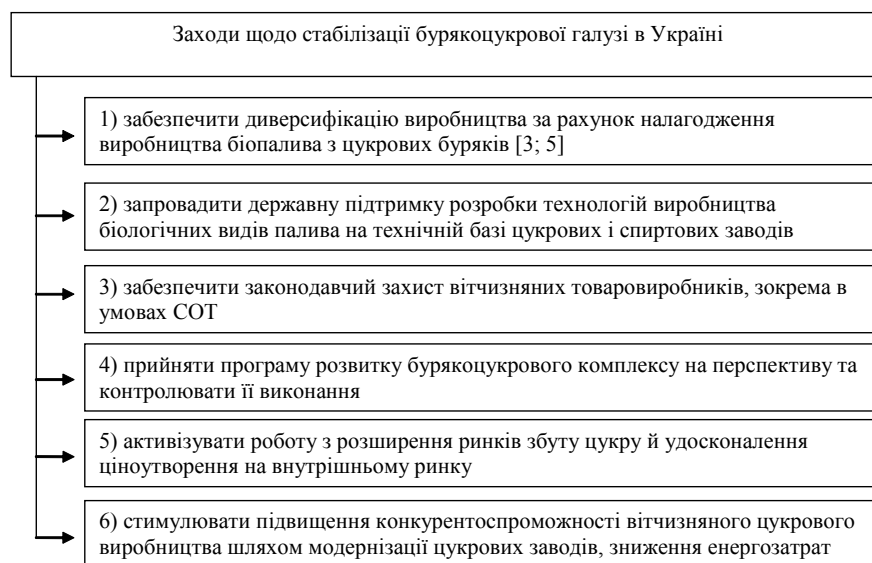 Заходи щодо стабілізації бурякоцукрової галузі в Україні
1) забезпечити диверсифікацію виробництва за рахунок налагодження
виробництва біопалива з цукрових буряків [3; 5]
2) запровадити державну підтримку розробки технологій виробництва
біологічних видів палива на технічній базі цукрових і спиртових заводів
3) забезпечити законодавчий захист вітчизняних товаровиробників, зокрема в
умовах СОТ
4) прийняти програму розвитку бурякоцукрового комплексу на перспективу та
контролювати її виконання
5) активізувати роботу з розширення ринків збуту цукру й удосконалення
ціноутворення на внутрішньому ринку
6) стимулювати підвищення конкурентоспроможності вітчизняного цукрового
виробництва шляхом модернізації цукрових заводів, зниження енергозатрат